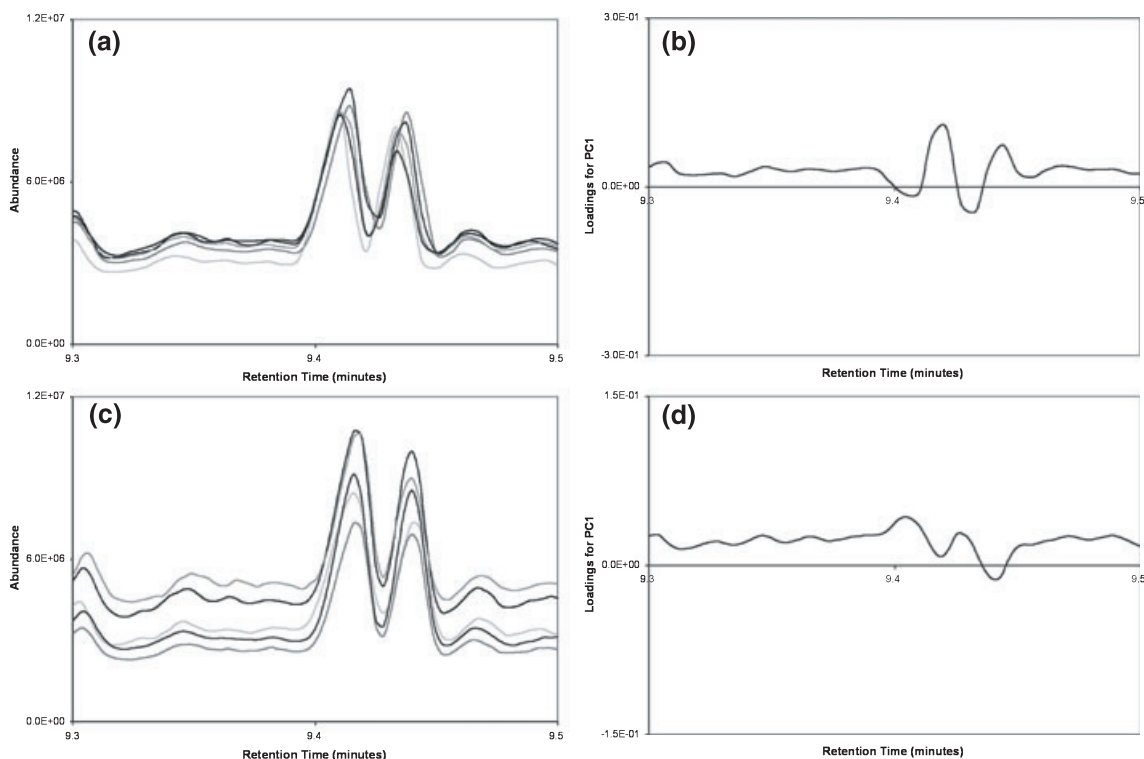 (a)
1.2E+07
Abundance
6.0E+06
0.0E+00
9.3
9.4
9.5
Retention Time (minutes)
(b)
3.0E-01
Loadings for PC1
0.0E+00
9.3
9.4
9.5
-3.0E-01
Retention Time (minutes)
(c)
1.2E+07
Abundance
6.0E+06
0.0E+00
9.3
9.4
9.5
Retention Time (minutes)
(d)
1.5E-01
Loadings for PC1
0.0E+00
9.3
9.4
9.5
-1.5E-01
Retention Time (minutes)